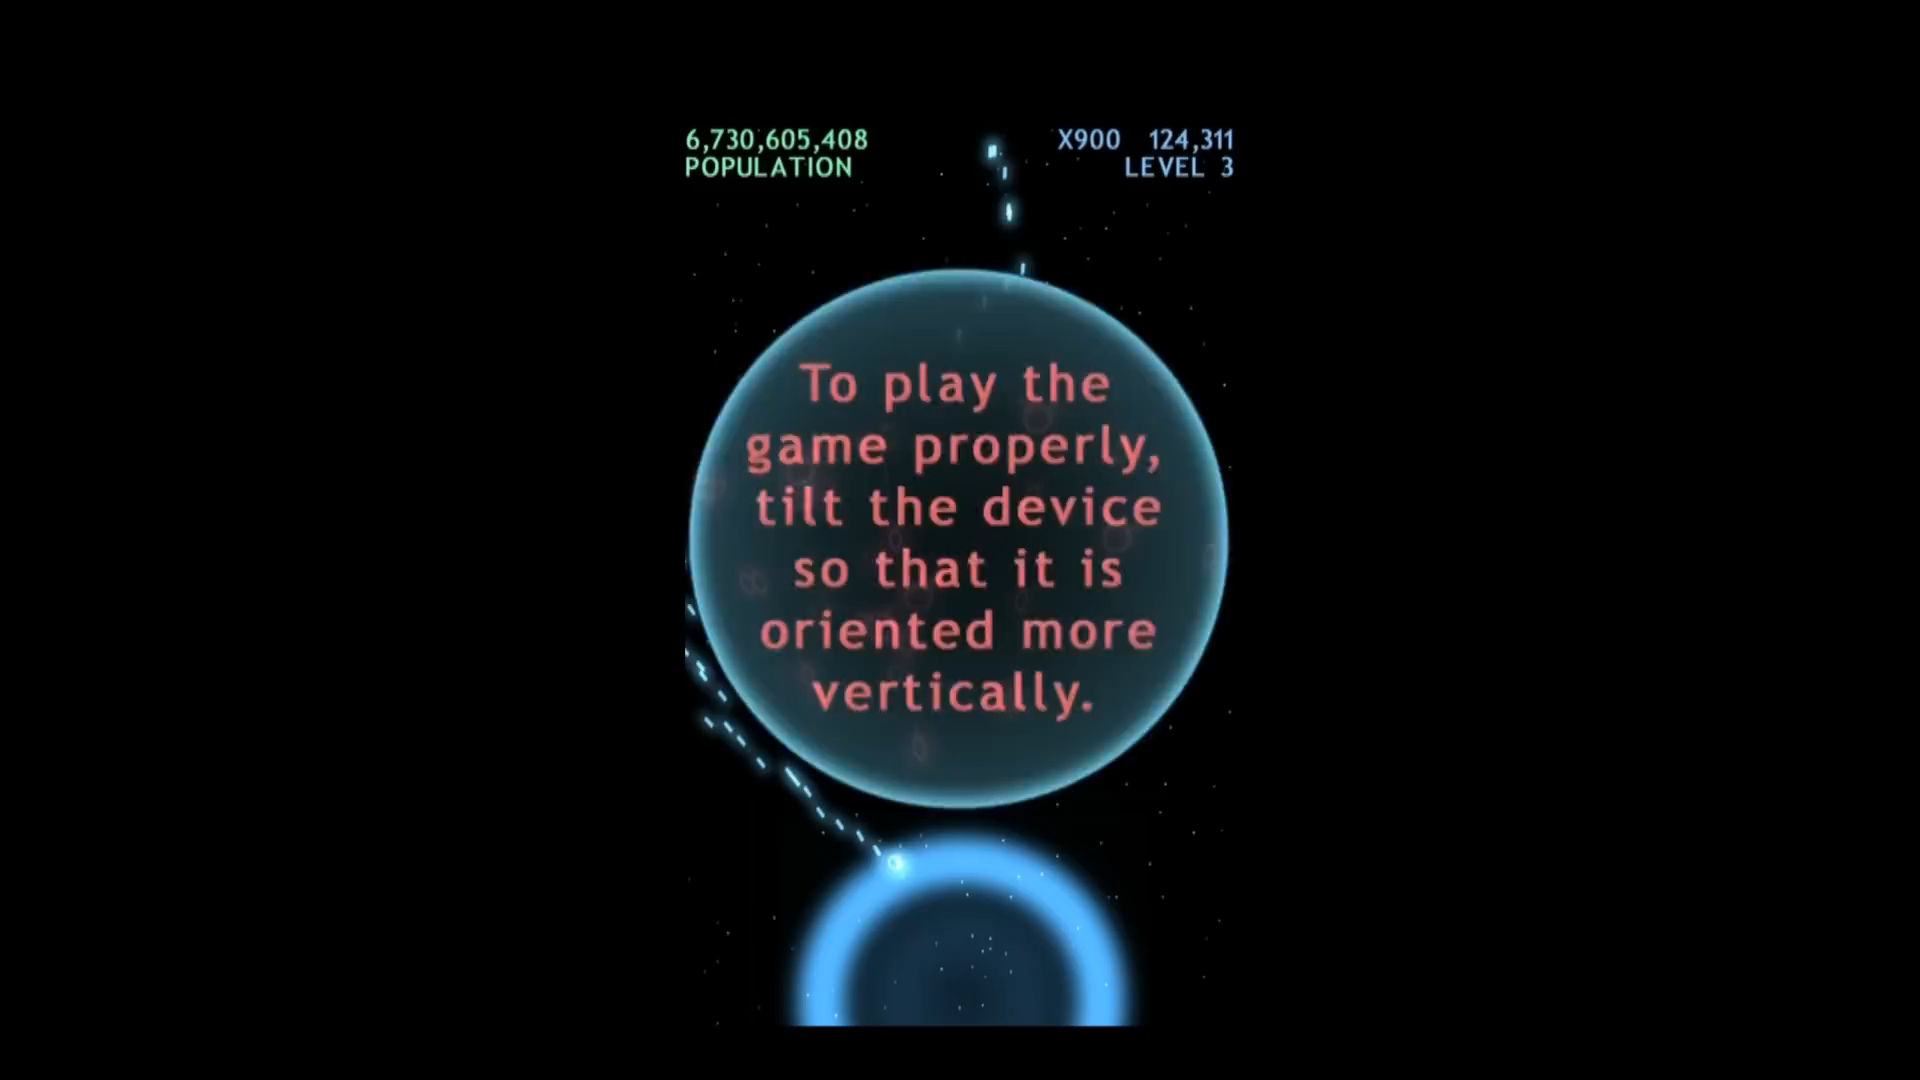 6,730,605,408 X900 124,311
POPULATION LEVEL 3
To play the
game properly,
tilt the device
so that it is
oriented more
vertically.